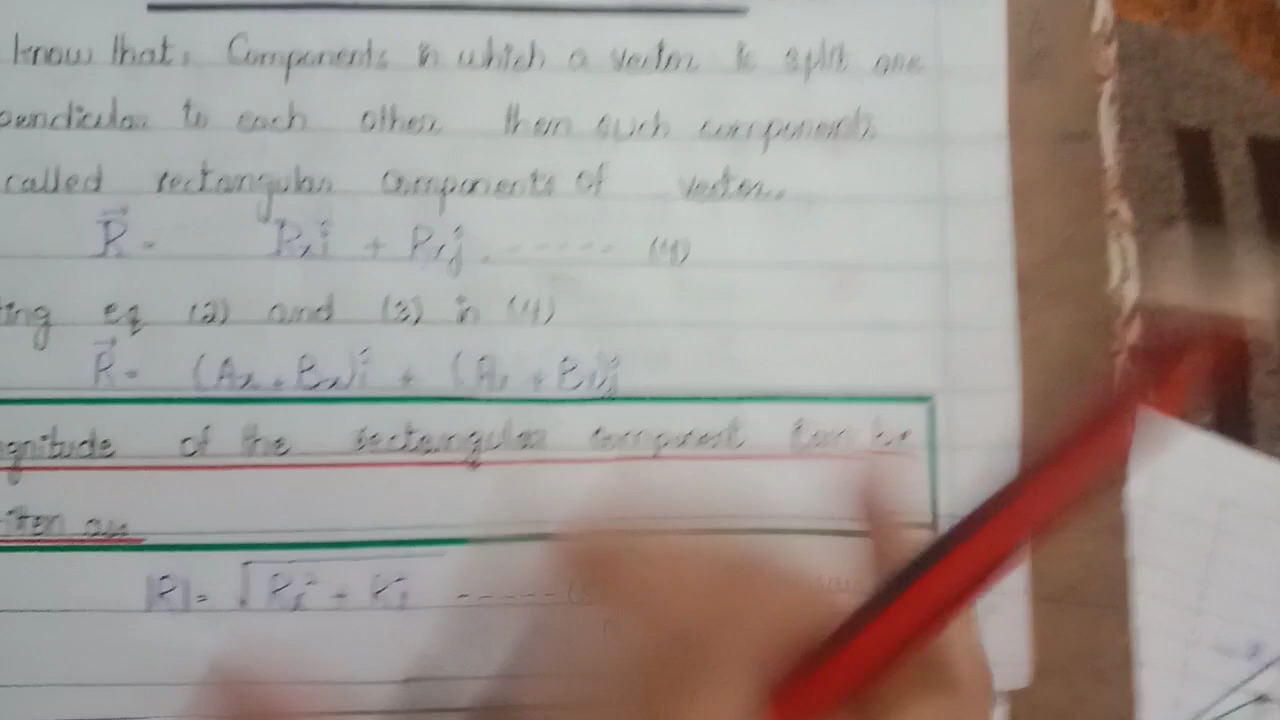 know that, Components in which a vector is split are
pendicular to each other then such components
called rectangular components of vector.
R⃗ = Rxi + Ryj ------- (4)
ting eq (2) and (3) in (4)
R⃗ = (Ax + Bx)i + (Ay + By)j
gnitude of the rectangular component can be
itten as
|R| = √Rx² + Ry² -----